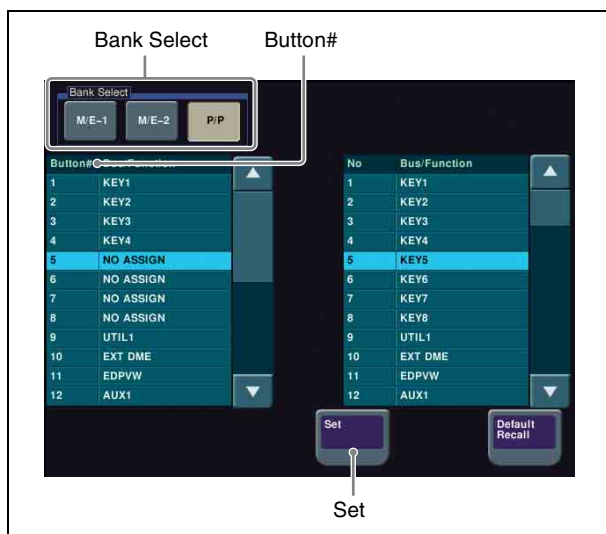 Bank Select Button#
Bank Select
M/E-1 M/E-2 P/P
Button# Bus/Function No Bus/Function
1 KEY1 1 KEY1
2 KEY2 2 KEY2
3 KEY3 3 KEY3
4 KEY4 4 KEY4
5 NO ASSIGN 5 KEY5
6 NO ASSIGN 6 KEY6
7 NO ASSIGN 7 KEY7
8 NO ASSIGN 8 KEY8
9 UTIL1 9 UTIL1
10 EXT DME 10 EXT DME
11 EDPVW 11 EDPVW
12 AUX1 12 AUX1
Set Default
Recall
Set